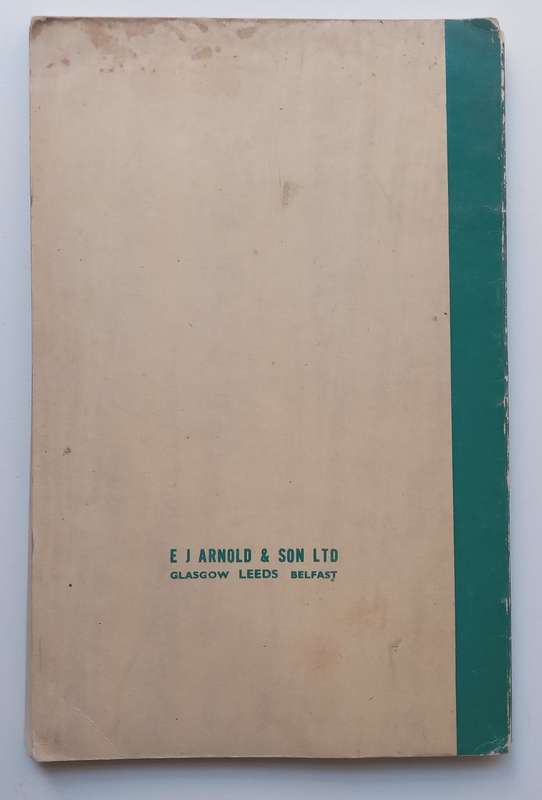 E J ARNOLD & SON LTD
GLASGOW LEEDS BELFAST